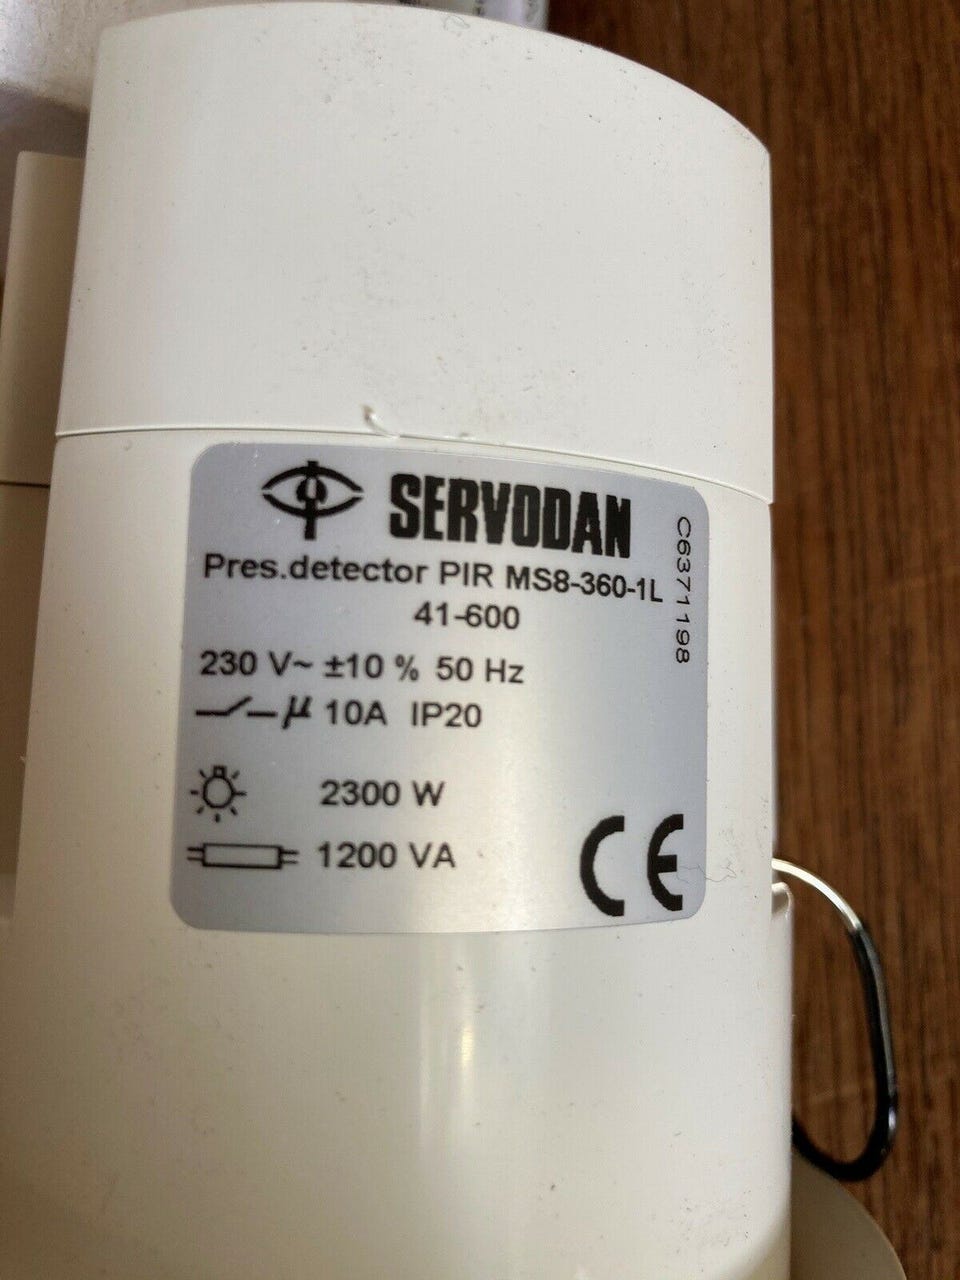 SERVODAN
Pres.detector PIR MS8-360-1L
41-600
230 V~ ±10 % 50 Hz
µ 10A IP20
2300 W
1200 VA
CE
C6371198